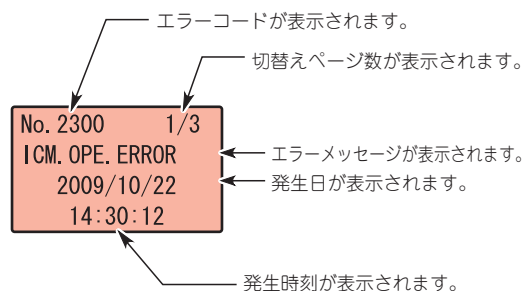 エラーコードが表示されます。
切替えページ数が表示されます。
No. 2300 1/3
ICM. OPE. ERROR
エラーメッセージが表示されます。
2009/10/22
発生日が表示されます。
14:30:12
発生時刻が表示されます。